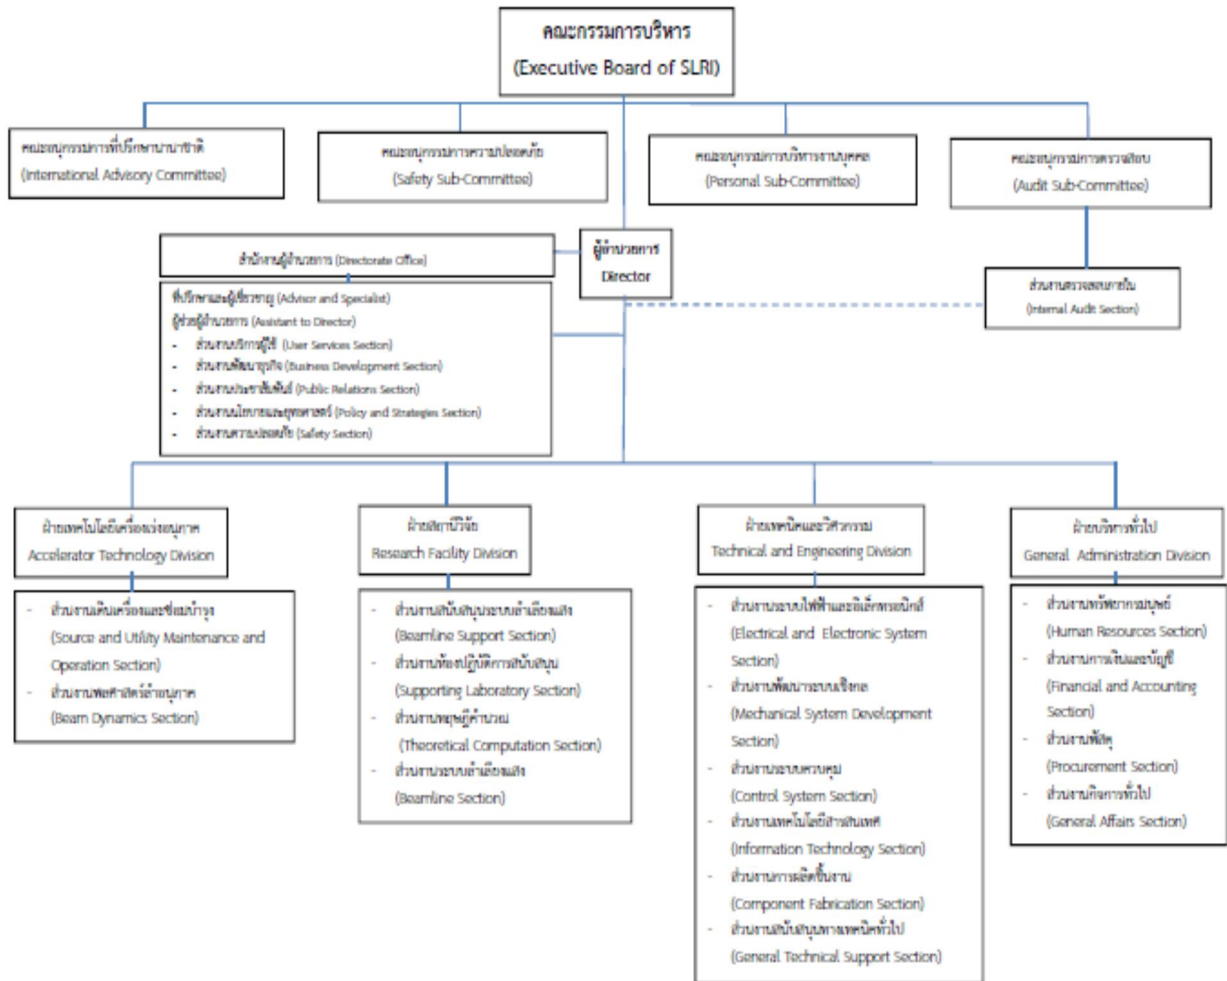 คณะกรรมการบริหาร
(Executive Board of SLRI)
คณะอนุกรรมการที่ปรึกษานานาชาติ
(International Advisory Committee)
คณะอนุกรรมการความปลอดภัย
(Safety Sub-Committee)
คณะอนุกรรมการบริหารงานบุคคล
(Personal Sub-Committee)
คณะอนุกรรมการตรวจสอบ
(Audit Sub-Committee)
ผู้อำนวยการ
Director
สำนักงานผู้อำนวยการ (Directorate Office)
ส่วนงานตรวจสอบภายใน
(Internal Audit Section)
ที่ปรึกษาและผู้เชี่ยวชาญ (Advisor and Specialist)
ผู้ช่วยผู้อำนวยการ (Assistant to Director)
- ส่วนงานบริการผู้ใช้ (User Services Section)
- ส่วนงานพัฒนาธุรกิจ (Business Development Section)
- ส่วนงานประชาสัมพันธ์ (Public Relations Section)
- ส่วนงานนโยบายและยุทธศาสตร์ (Policy and Strategies Section)
- ส่วนงานความปลอดภัย (Safety Section)
ฝ่ายเทคโนโลยีเครื่องเร่งอนุภาค
Accelerator Technology Division
- ส่วนงานเดินเครื่องและซ่อมบำรุง
(Source and Utility Maintenance and
Operation Section)
- ส่วนงานพลศาสตร์ลำอนุภาค
(Beam Dynamics Section)
ฝ่ายสถานีวิจัย
Research Facility Division
- ส่วนงานสนับสนุนระบบลำเลียงแสง
(Beamline Support Section)
- ส่วนงานห้องปฏิบัติการสนับสนุน
(Supporting Laboratory Section)
- ส่วนงานทฤษฎีคำนวณ
(Theoretical Computation Section)
- ส่วนงานระบบลำเลียงแสง
(Beamline Section)
ฝ่ายเทคนิคและวิศวกรรม
Technical and Engineering Division
- ส่วนงานระบบไฟฟ้าและอิเล็กทรอนิกส์
(Electrical and Electronic System
Section)
- ส่วนงานพัฒนาระบบเชิงกล
(Mechanical System Development
Section)
- ส่วนงานระบบควบคุม
(Control System Section)
- ส่วนงานเทคโนโลยีสารสนเทศ
(Information Technology Section)
- ส่วนงานการผลิตชิ้นงาน
(Component Fabrication Section)
- ส่วนงานสนับสนุนทางเทคนิคทั่วไป
(General Technical Support Section)
ฝ่ายบริหารทั่วไป
General Administration Division
- ส่วนงานทรัพยากรมนุษย์
(Human Resources Section)
- ส่วนงานการเงินและบัญชี
(Financial and Accounting
Section)
- ส่วนงานพัสดุ
(Procurement Section)
- ส่วนงานกิจการทั่วไป
(General Affairs Section)